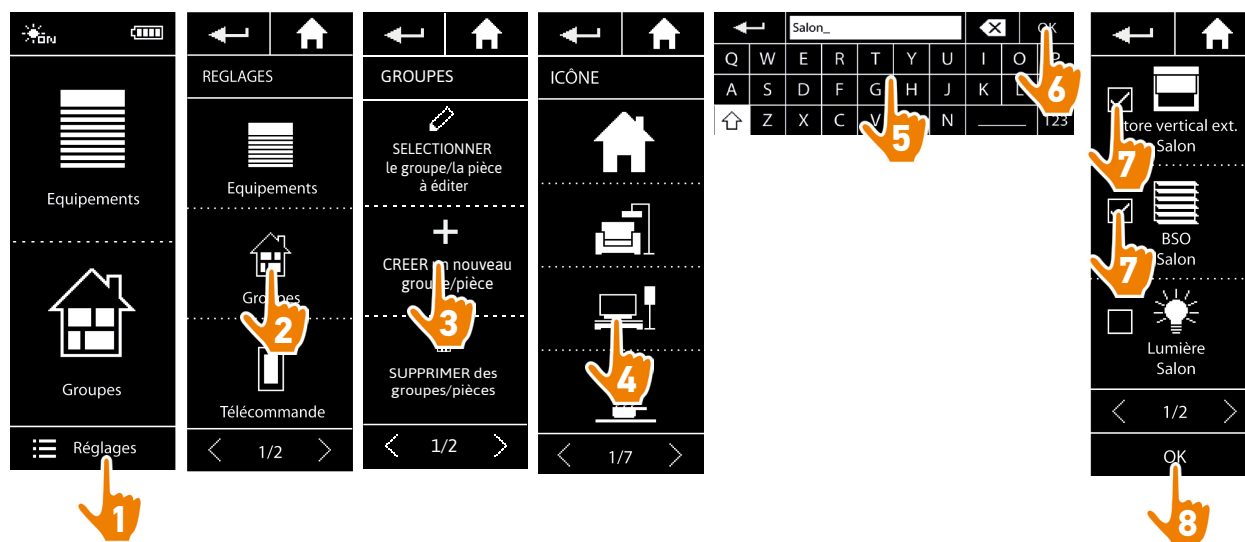 ON
Equipements
Groupes
Réglages
1
REGLAGES
Equipements
Groupes
2
Télécommande
1/2
GROUPES
SELECTIONNER
le groupe/la pièce
à éditer
CREER un nouveau
groupe/pièce
3
SUPPRIMER des
groupes/pièces
1/2
ICÔNE
4
1/7
Salon_
OK
Q W E R T Y U I O P
6
A S D F G H J K L
Z X C V N 123
5
tore vertical ext.
Salon
7
BSO
Salon
7
Lumière
Salon
1/2
OK
8